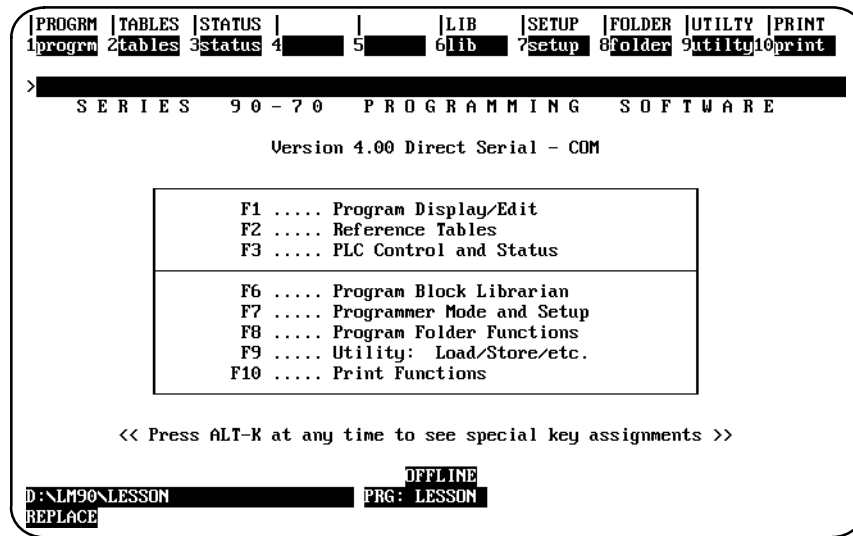 |PROGRM |TABLES |STATUS | | |LIB |SETUP |FOLDER |UTILTY |PRINT
1progrm 2tables 3status 4 5 6lib 7setup 8folder 9utilty10print
>
S E R I E S 9 0 - 7 0 P R O G R A M M I N G S O F T W A R E
Version 4.00 Direct Serial - COM
F1 ..... Program Display/Edit
F2 ..... Reference Tables
F3 ..... PLC Control and Status
F6 ..... Program Block Librarian
F7 ..... Programmer Mode and Setup
F8 ..... Program Folder Functions
F9 ..... Utility: Load/Store/etc.
F10 ..... Print Functions
<< Press ALT-K at any time to see special key assignments >>
OFFLINE
D:\LM90\LESSON PRG: LESSON
REPLACE